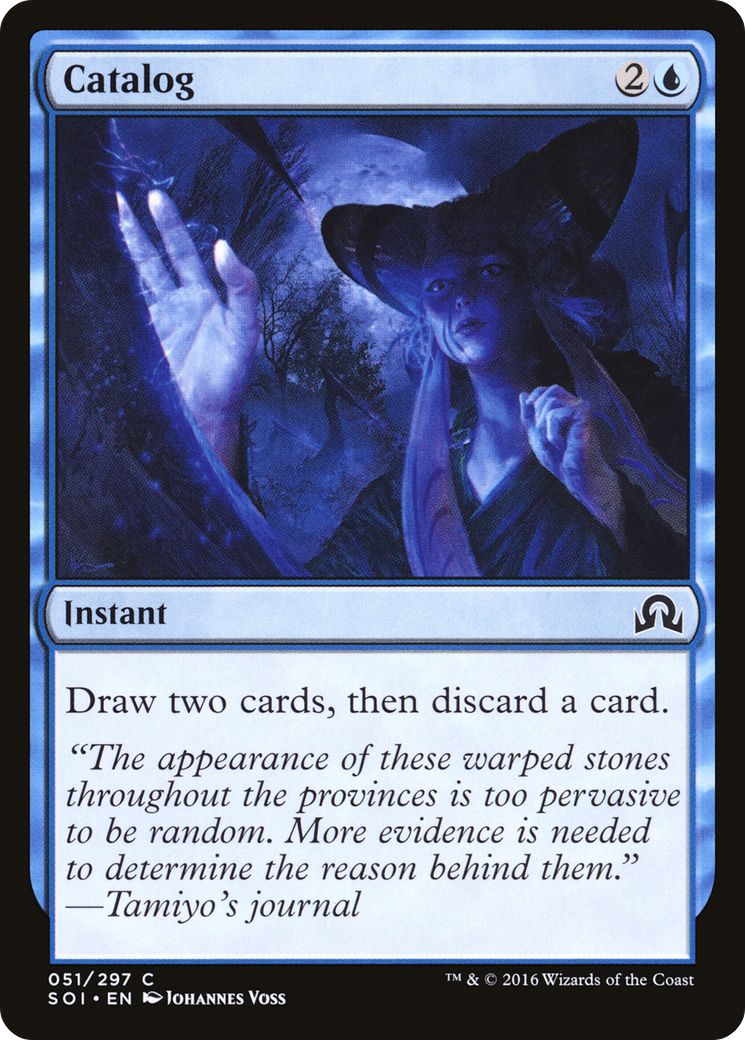 Catalog
2
Instant
Draw two cards, then discard a card.
“The appearance of these warped stones
throughout the provinces is too pervasive
to be random. More evidence is needed
to determine the reason behind them.”
—Tamiyo’s journal
051/297 C
SOI • EN Johannes Voss
™ & © 2016 Wizards of the Coast